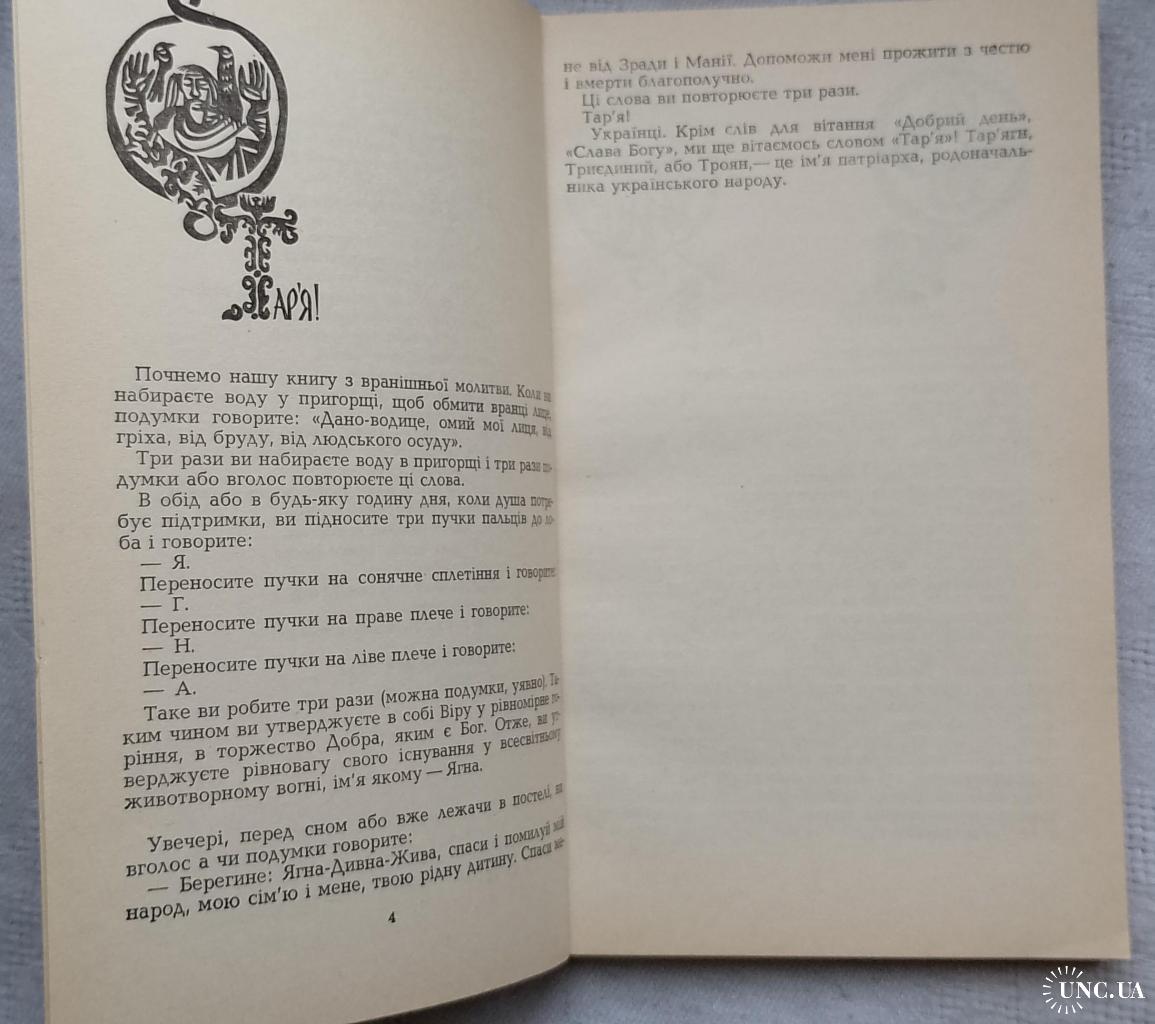 ТАР'Я!
Почнемо нашу книгу з вранішньої молитви. Коли ви
набираєте воду у пригорщі, щоб обмити вранці лице,
подумки говорите: «Дано-водице, омий мої лиця, від
гріха, від бруду, від людського осуду».
Три рази ви набираєте воду в пригорщі і три рази по-
думки або вголос повторюєте ці слова.
В обід або в будь-яку годину дня, коли душа потре-
бує підтримки, ви підносите три пучки пальців до ло-
ба і говорите:
— Я.
Переносите пучки на сонячне сплетіння і говорите:
— Г.
Переносите пучки на праве плече і говорите:
— Н.
Переносите пучки на ліве плече і говорите:
— А.
Таке ви робите три рази (можна подумки, уявно). Та-
ким чином ви утверджуєте в собі Віру у рівномірне го-
ріння, в торжество Добра, яким є Бог. Отже, ви ут-
верджуєте рівновагу свого існування у всесвітньому
животворному вогні, ім'я якому — Ягна.
Увечері, перед сном або вже лежачи в постелі, ви
вголос а чи подумки говорите:
— Берегине: Ягна-Дивна-Жива, спаси і помилуй мій
народ, мою сім'ю і мене, твою рідну дитину. Спаси ме-
4
не від Зради і Манії. Допоможи мені прожити з честю
і вмерти благополучно.
Ці слова ви повторюєте три рази.
Тар'я!
Українці. Крім слів для вітання «Добрий день»,
«Слава Богу», ми ще вітаємось словом «Тар'я»! Тар'ягн,
Триєдиний, або Троян,— це ім'я патріарха, родоначаль-
ника українського народу.
UNC.UA